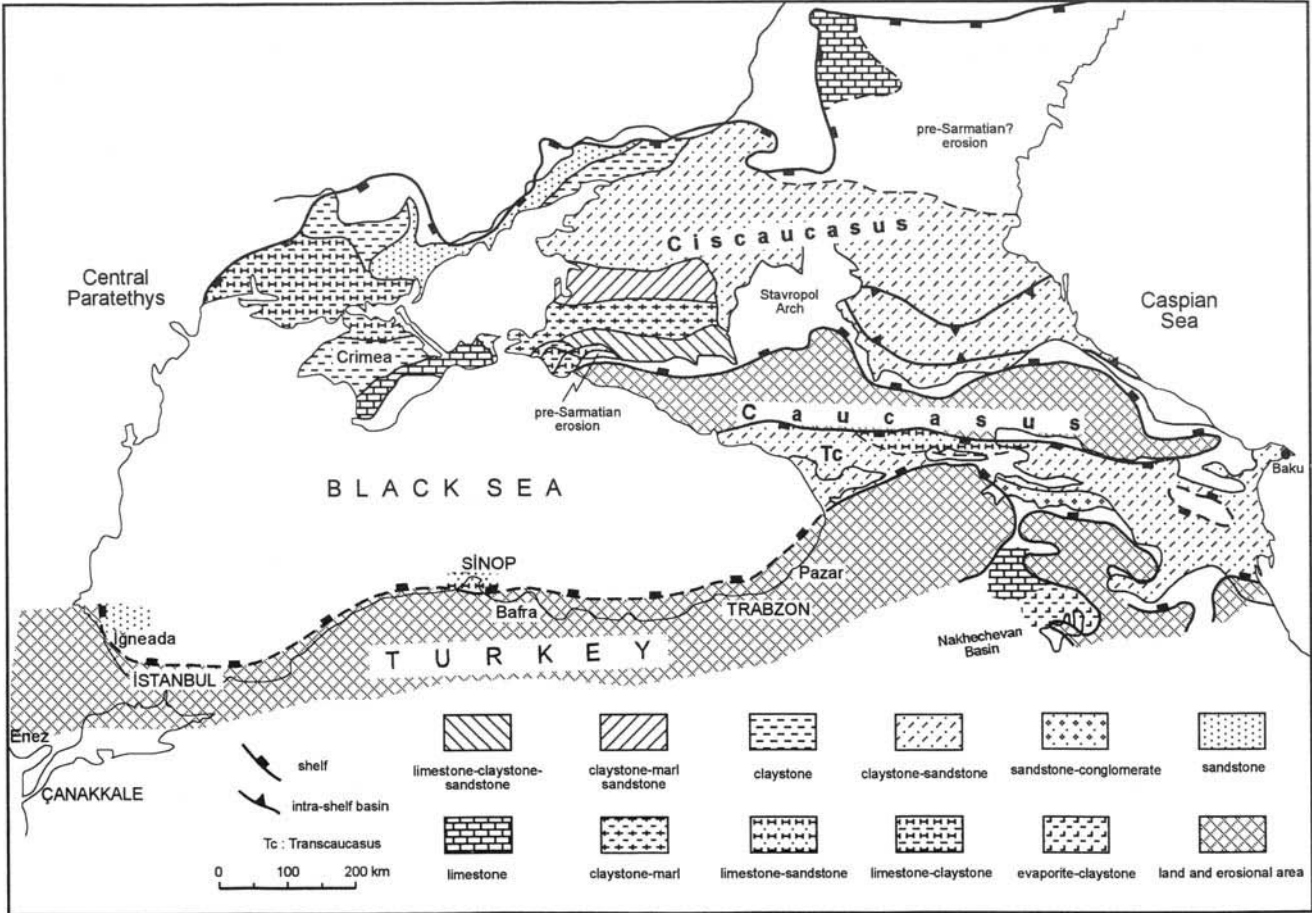 pre-Sarmatian?
erosion
Ciscaucasus
Central
Paratethys
Stavropol
Arch
Caspian
Sea
Crimea
pre-Sarmatian
erosion
Caucasus
Tc
Baku
BLACK SEA
SİNOP
Pazar
Bafra
TRABZON
Iğneada
TURKEY
Nakhechevan
Basin
İSTANBUL
Enez
ÇANAKKALE
shelf
intra-shelf basin
Tc : Transcaucasus
0 100 200 km
limestone-claystone-
sandstone
claystone-marl
sandstone
claystone
claystone-sandstone
sandstone-conglomerate
sandstone
limestone
claystone-marl
limestone-sandstone
limestone-claystone
evaporite-claystone
land and erosional area